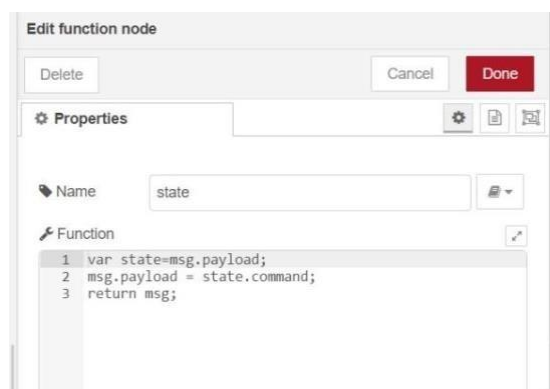 Edit function node
Delete Cancel Done
Properties
Name state
Function
1 var state=msg.payload;
2 msg.payload = state.command;
3 return msg;